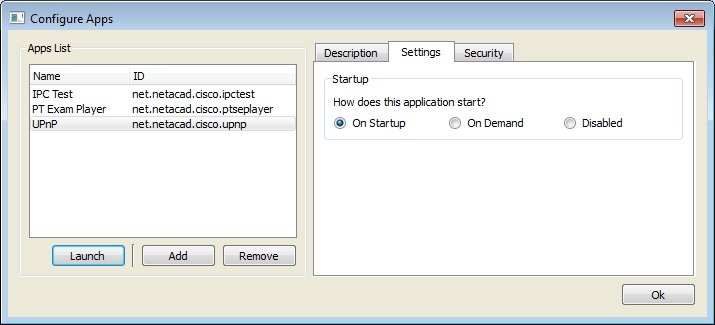 Configure Apps
Apps List
Name ID
IPC Test net.netacad.cisco.ipctest
PT Exam Player net.netacad.cisco.ptseplayer
UPnP net.netacad.cisco.upnp
Launch Add Remove
Description Settings Security
Startup
How does this application start?
On Startup On Demand Disabled
Ok